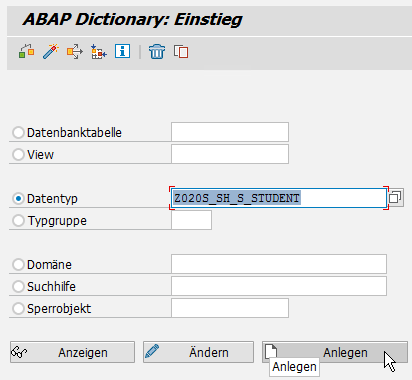 ABAP Dictionary: Einstieg
Datenbanktabelle
View
Datentyp Z020S_SH_S_STUDENT
Typgruppe
Domäne
Suchhilfe
Sperrobjekt
Anzeigen Ändern Anlegen
Anlegen